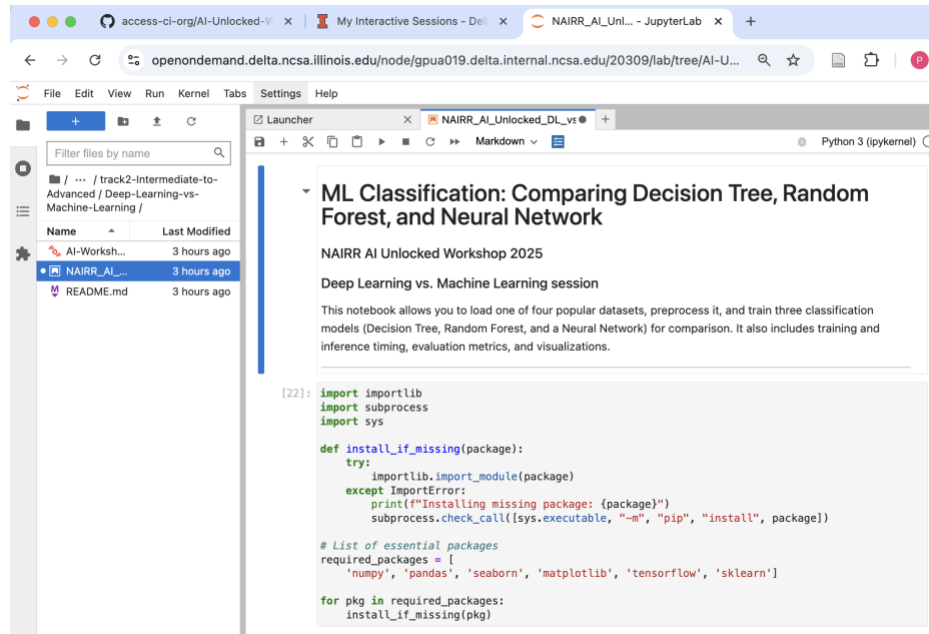 access-ci-org/AI-Unlocked-W
My Interactive Sessions - Del
NAIRR_AI_Unl... - JupyterLab
openondemand.delta.ncsa.illinois.edu/node/gpua019.delta.internal.ncsa.edu/20309/lab/tree/AI-U...
P
File Edit View Run Kernel Tabs Settings Help
Launcher
NAIRR_AI_Unlocked_DL_vs
Markdown
Python 3 (ipykernel)
Filter files by name
/ ... / track2-Intermediate-to-
Advanced / Deep-Learning-vs-
Machine-Learning /
Name Last Modified
AI-Worksh... 3 hours ago
NAIRR_AI_... 3 hours ago
README.md 3 hours ago
ML Classification: Comparing Decision Tree, Random
Forest, and Neural Network
NAIRR AI Unlocked Workshop 2025
Deep Learning vs. Machine Learning session
This notebook allows you to load one of four popular datasets, preprocess it, and train three classification
models (Decision Tree, Random Forest, and a Neural Network) for comparison. It also includes training and
inference timing, evaluation metrics, and visualizations.
[22]: import importlib
import subprocess
import sys
def install_if_missing(package):
try:
importlib.import_module(package)
except ImportError:
print(f"Installing missing package: {package}")
subprocess.check_call([sys.executable, "-m", "pip", "install", package])
# List of essential packages
required_packages = [
'numpy', 'pandas', 'seaborn', 'matplotlib', 'tensorflow', 'sklearn']
for pkg in required_packages:
install_if_missing(pkg)